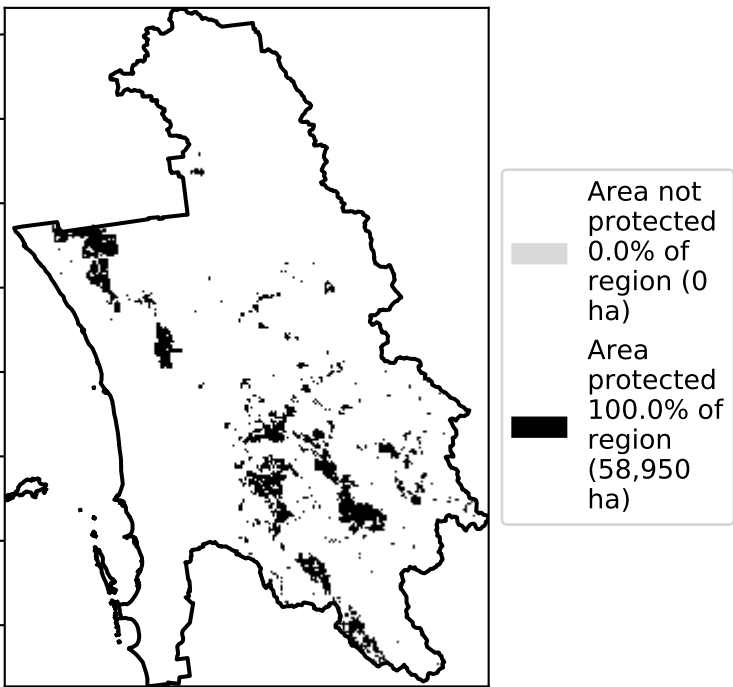 Area not
protected
0.0% of
region (0
ha)
Area
protected
100.0% of
region
(58,950
ha)